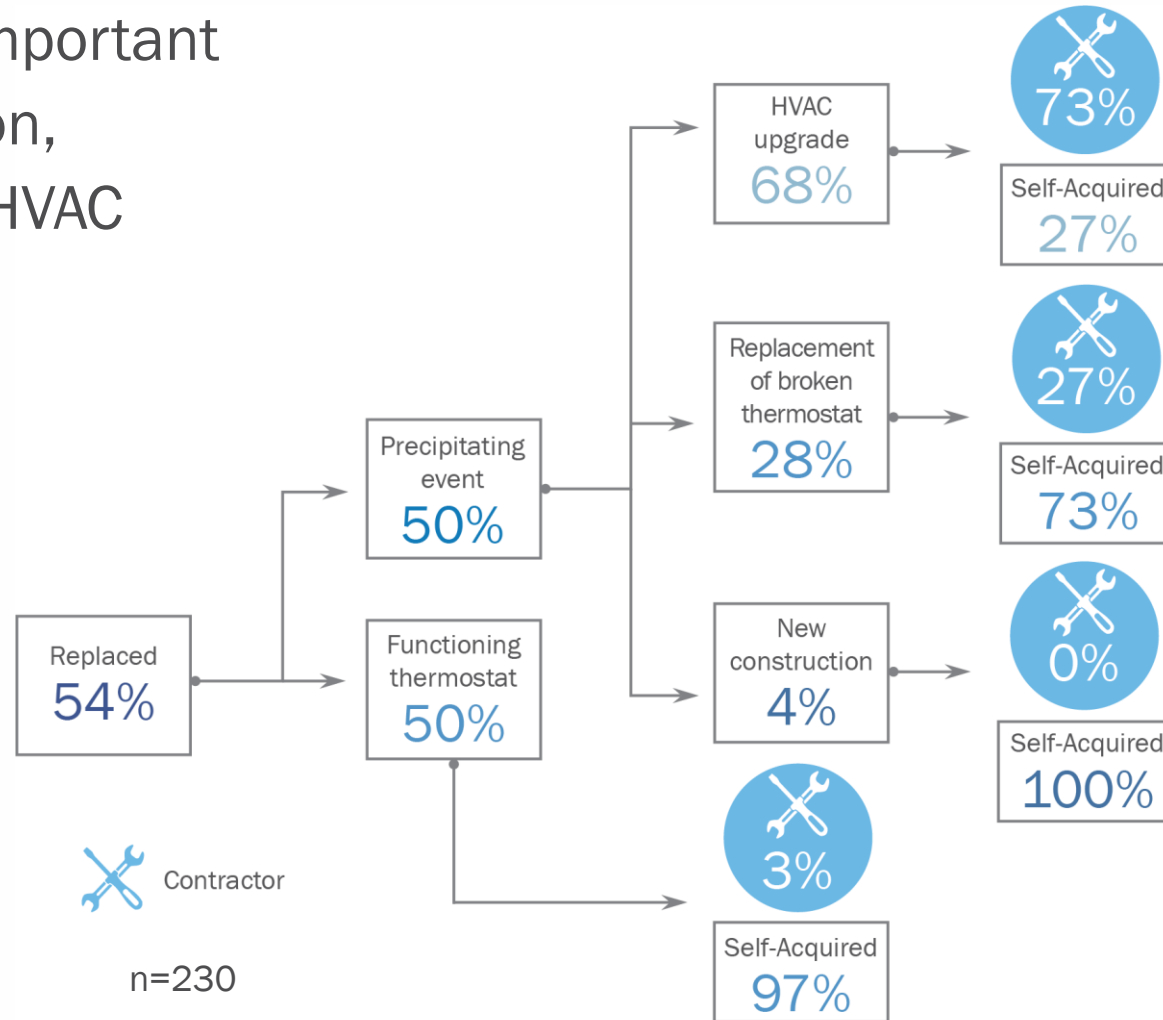 HVAC
73%
HVAC
upgrade
68%
Self-Acquired
27%
Replacement
of broken
thermostat
28%
27%
Self-Acquired
73%
Precipitating
event
50%
Replaced
54%
Functioning
thermostat
50%
New
construction
4%
0%
Self-Acquired
100%
3%
Self-Acquired
97%
Contractor
n=230